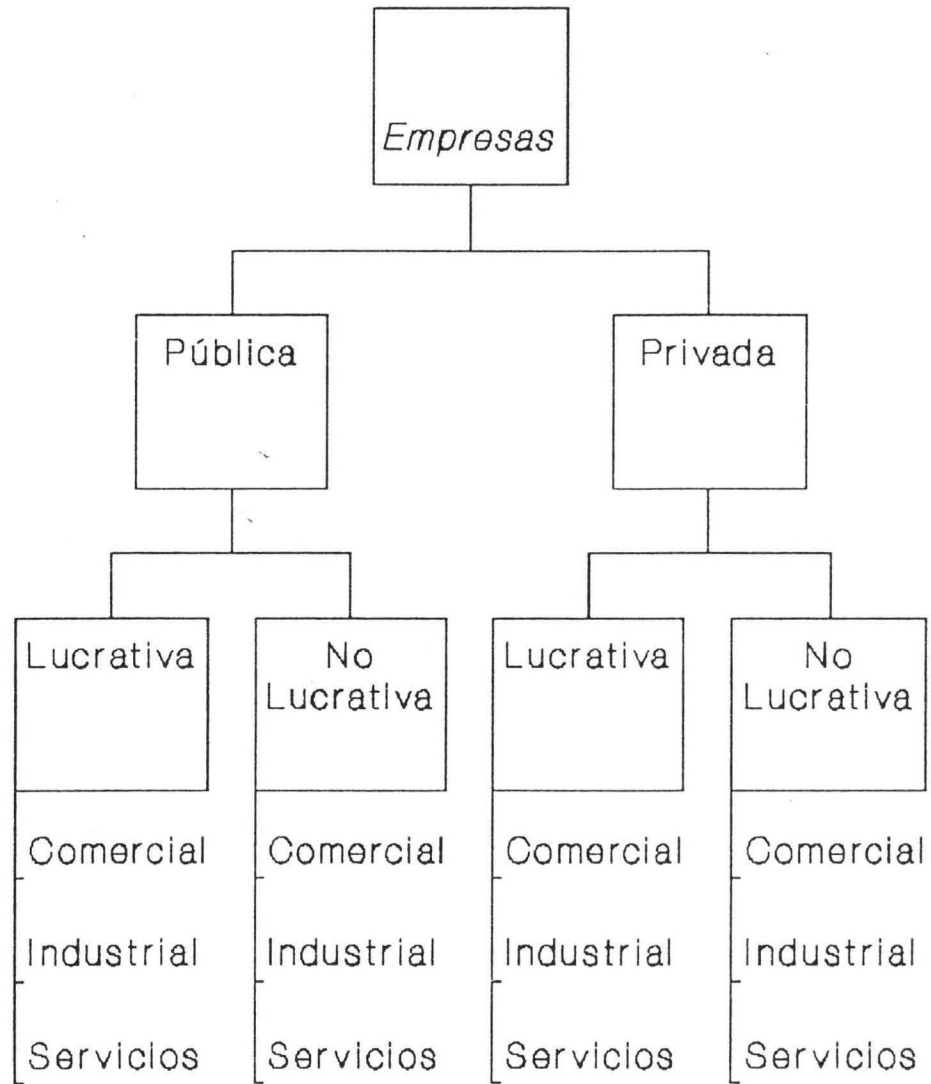 Empresas
Pública
Privada
Lucrativa
No
Lucrativa
Lucrativa
No
Lucrativa
Comercial
Comercial
Comercial
Comercial
Industrial
Industrial
Industrial
Industrial
Servicios
Servicios
Servicios
Servicios